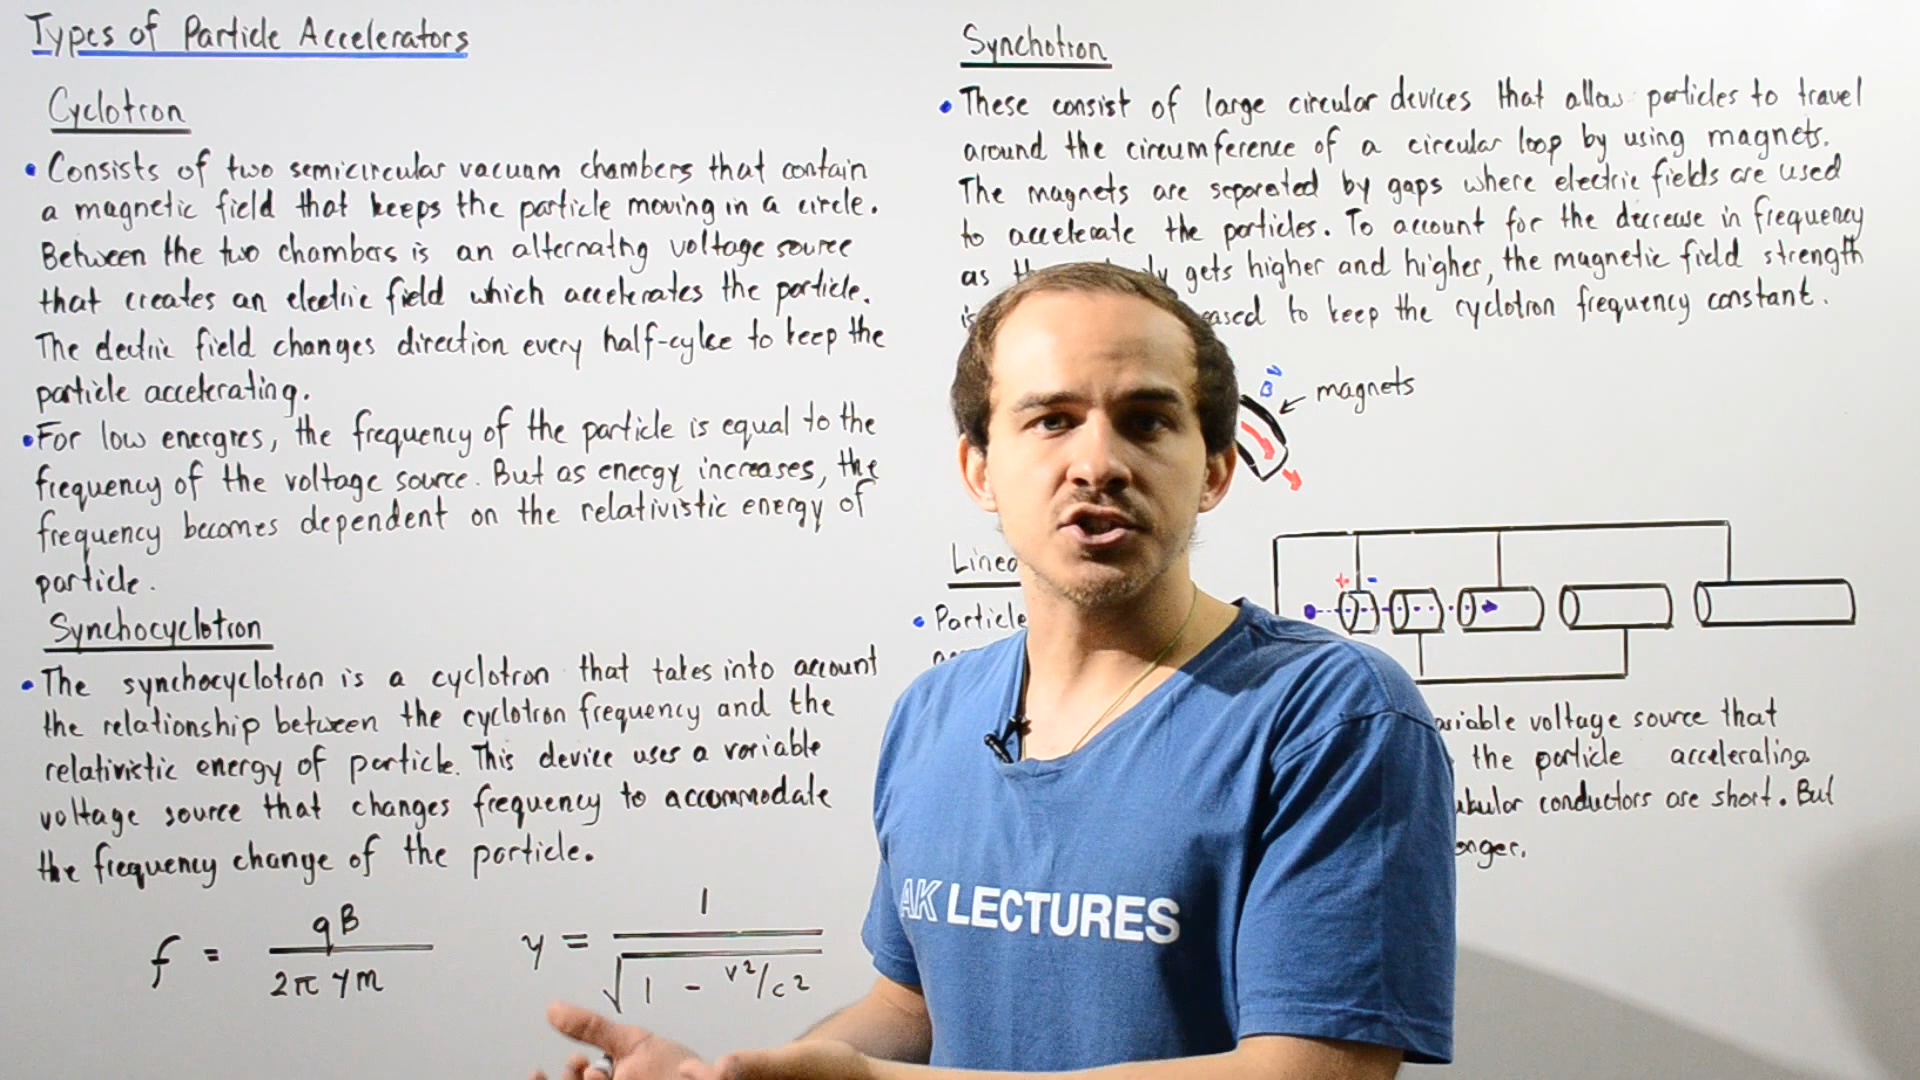 Types of Particle Accelerators
Cyclotron
• Consists of two semicircular vacuum chambers that contain
a magnetic field that keeps the particle moving in a circle.
Between the two chambers is an alternating voltage source
that creates an electric field which accelerates the particle.
The electric field changes direction every half-cylce to keep the
particle accelerating.
• For low energies, the frequency of the particle is equal to the
frequency of the voltage source. But as energy increases, the
frequency becomes dependent on the relativistic energy of
particle.
Synchocyclotron
• The synchocyclotron is a cyclotron that takes into account
the relationship between the cyclotron frequency and the
relativistic energy of particle. This device uses a variable
voltage source that changes frequency to accommodate
the frequency change of the particle.
f = qB / 2π γ m
γ = 1 / √(1 - v²/c²)
Synchotron
• These consist of large circular devices that allow particles to travel
around the circumference of a circular loop by using magnets.
The magnets are separated by gaps where electric fields are used
to accelerate the particles. To account for the decrease in frequency
as gets higher and higher, the magnetic field strength
to keep the cyclotron frequency constant.
B
magnets
+ -
• Particle
voltage source that
the particle accelerating.
conductors are short. But
AK LECTURES